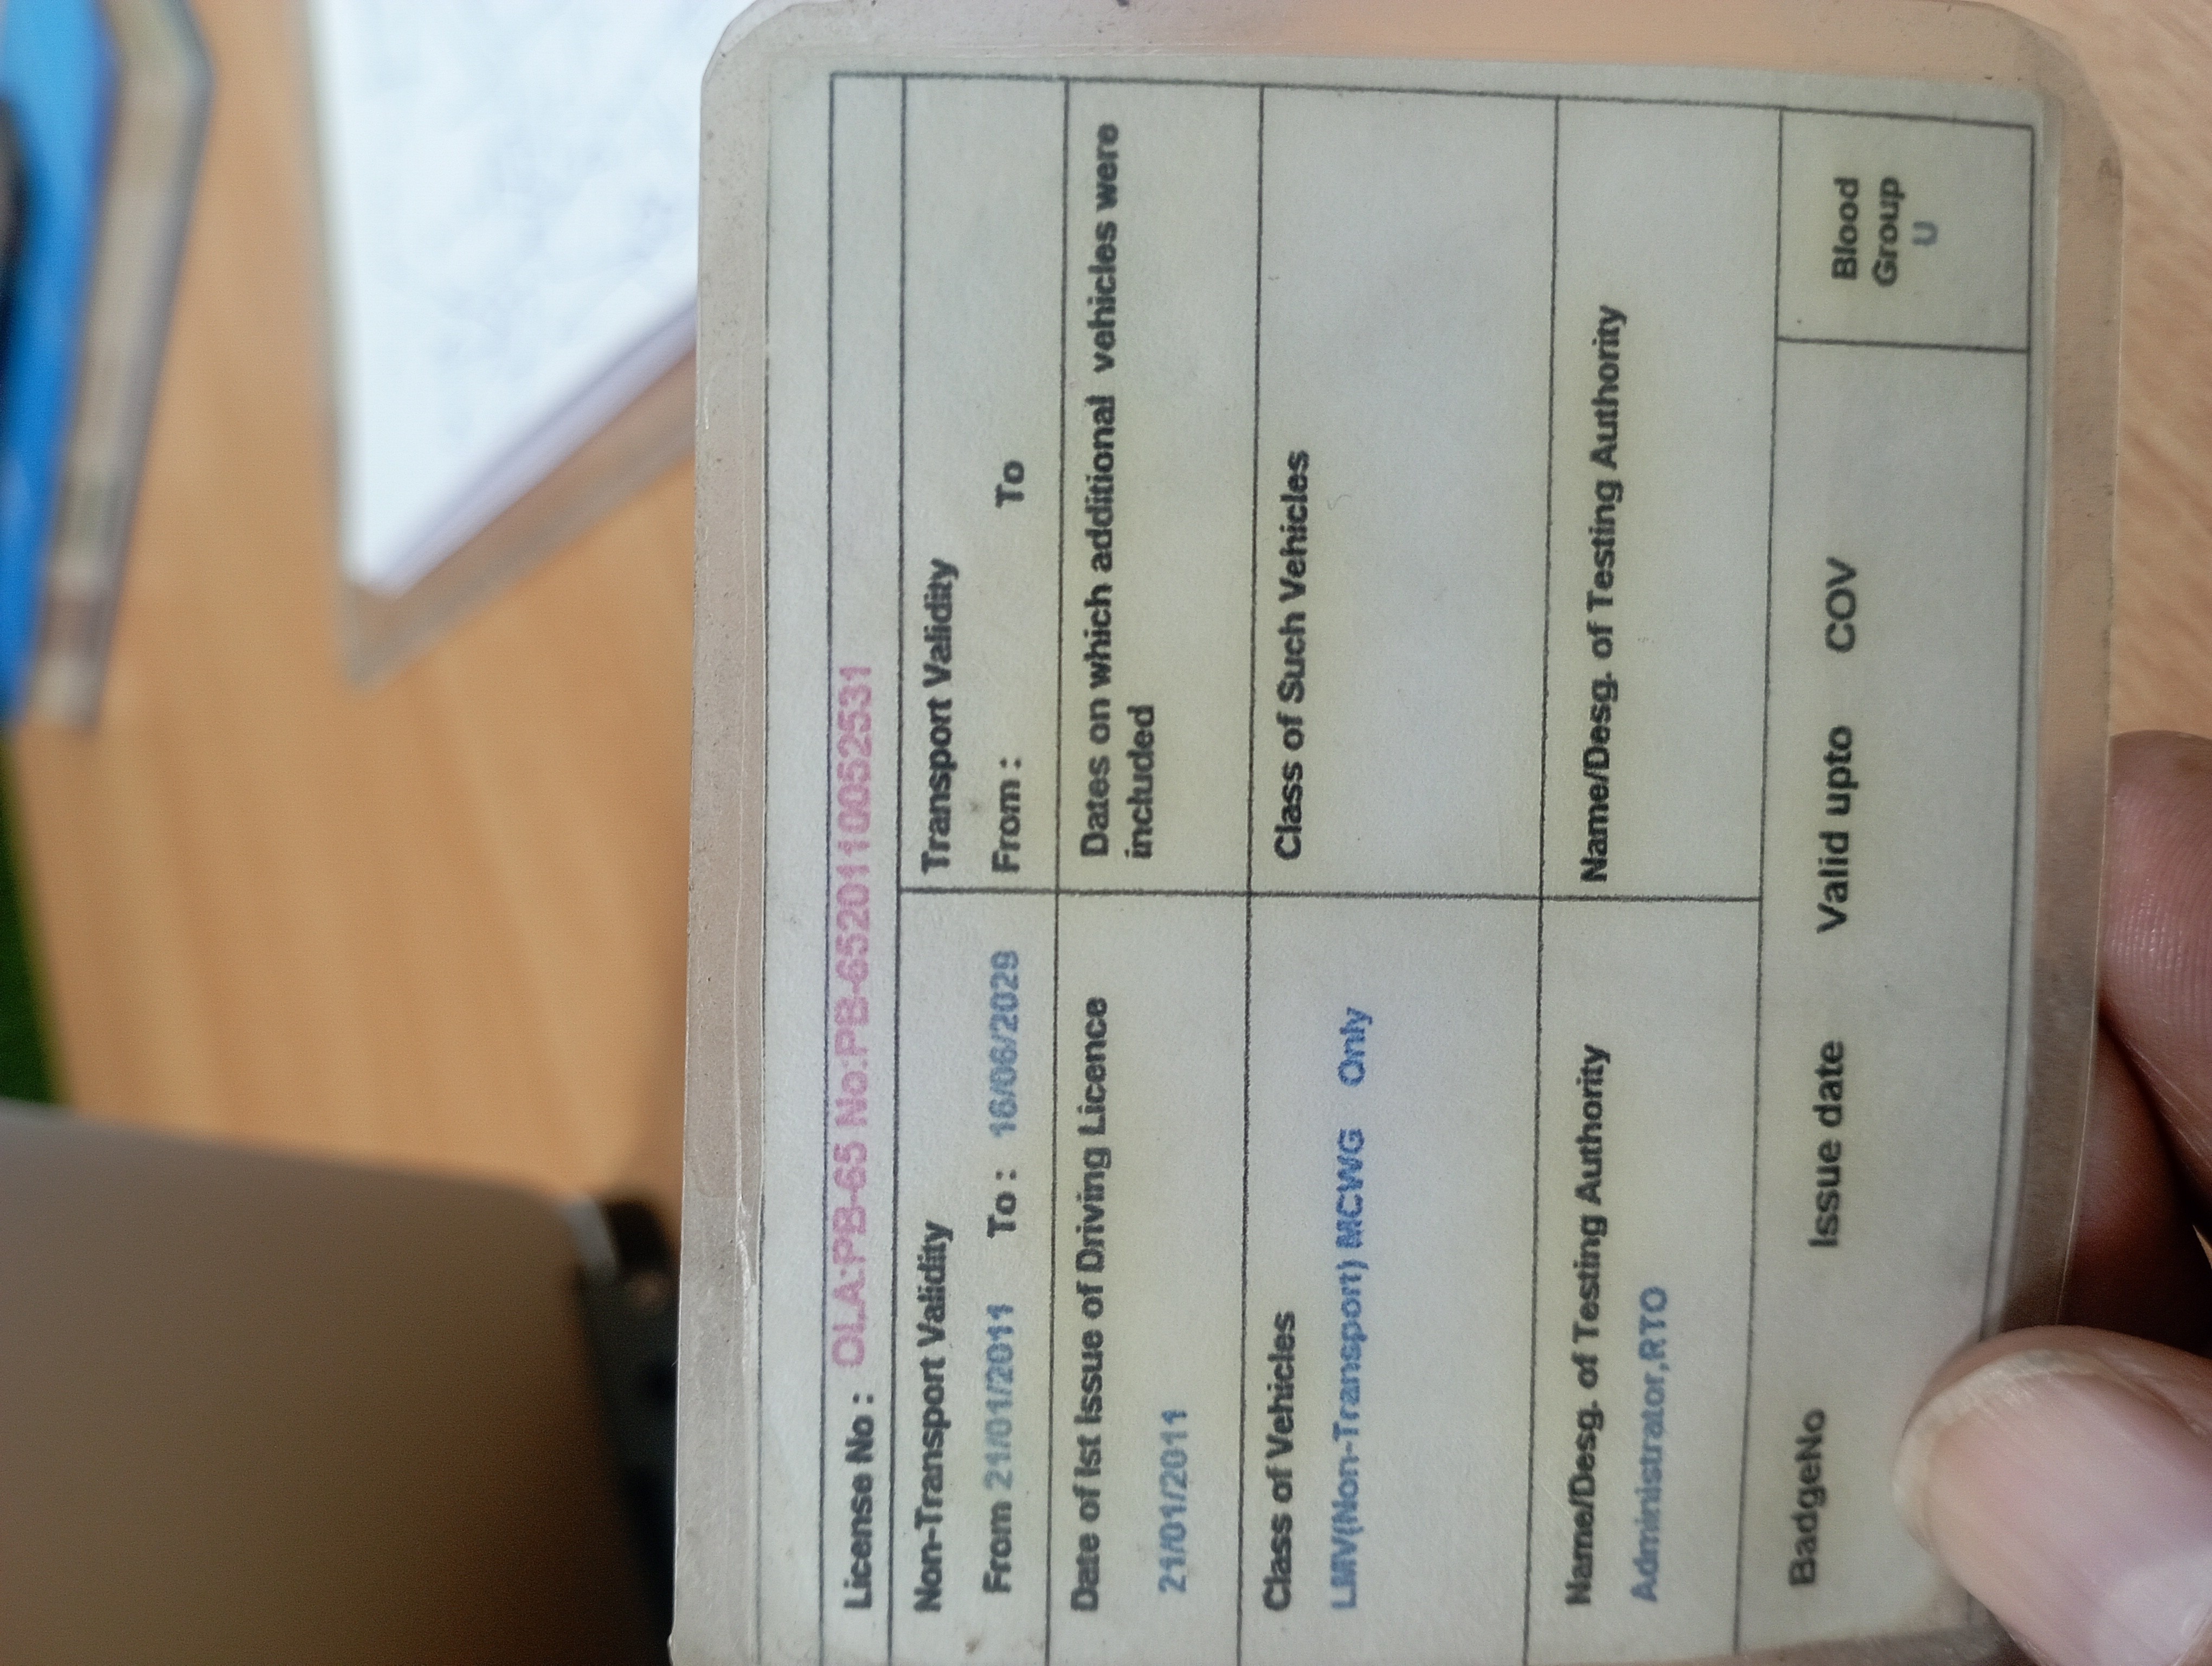 License No : OLA:PB-65 No:PB-6520110052531
Non-Transport Validity
From 21/01/2011 To : 16/06/2029
Transport Validity
From : To
Date of Ist Issue of Driving Licence
21/01/2011
Dates on which additional vehicles were
included
Class of Vehicles
LMV(Non-Transport) MCWG Only
Class of Such Vehicles
Name/Desg. of Testing Authority
Administrator,RTO
Name/Desg. of Testing Authority
BadgeNo Issue date Valid upto COV
Blood
Group
U